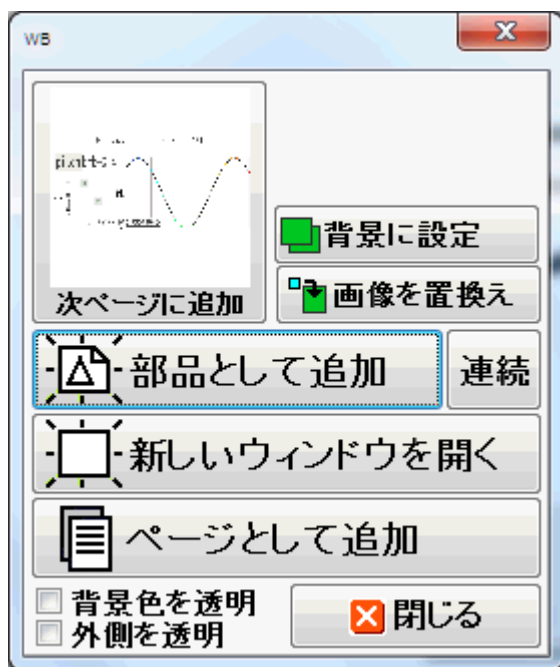 WB
次ページに追加
背景に設定
画像を置換え
部品として追加
連続
新しいウィンドウを開く
ページとして追加
背景色を透明
外側を透明
閉じる